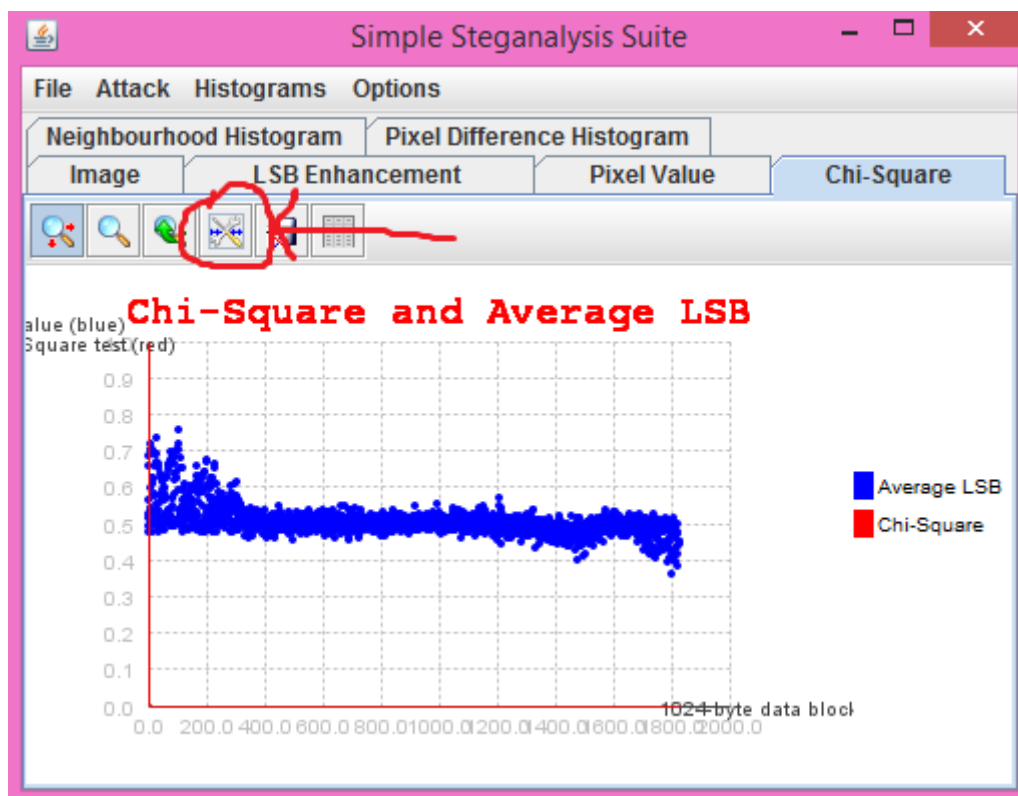 Simple Steganalysis Suite
File Attack Histograms Options
Neighbourhood Histogram Pixel Difference Histogram
Image LSB Enhancement Pixel Value Chi-Square
Chi-Square and Average LSB
alue (blue)
Square test (red)
0.9
0.8
0.7
0.6
0.5
0.4
0.3
0.2
0.1
0.0
Average LSB
Chi-Square
1024 byte data block
0.0 200.0 400.0 600.0 800.0 1000.0 1200.0 1400.0 1600.0 1800.0 2000.0